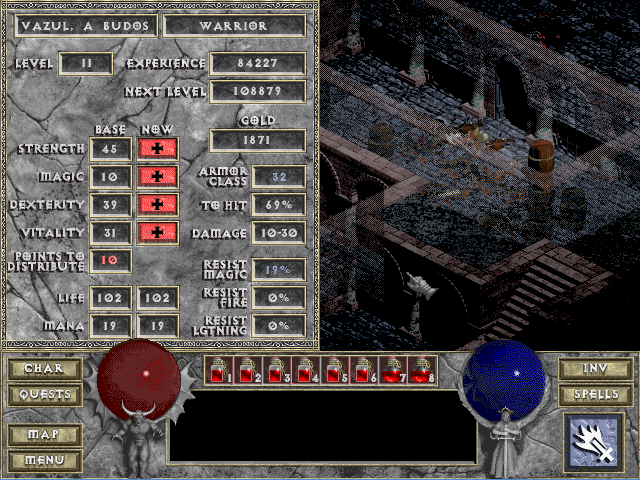 VAZUL, A BUDOS WARRIOR
LEVEL 11 EXPERIENCE 84227
NEXT LEVEL 108879
BASE NOW GOLD
1871
STRENGTH 45
MAGIC 10 ARMOR CLASS 32
DEXTERITY 39 TO HIT 69%
VITALITY 31 DAMAGE 10-30
POINTS TO DISTRIBUTE 10 RESIST MAGIC 19%
LIFE 102 102 RESIST FIRE 0%
MANA 19 19 RESIST LGTNING 0%
CHAR 1 2 3 4 5 6 7 8 INV
QUESTS SPELLS
MAP
MENU